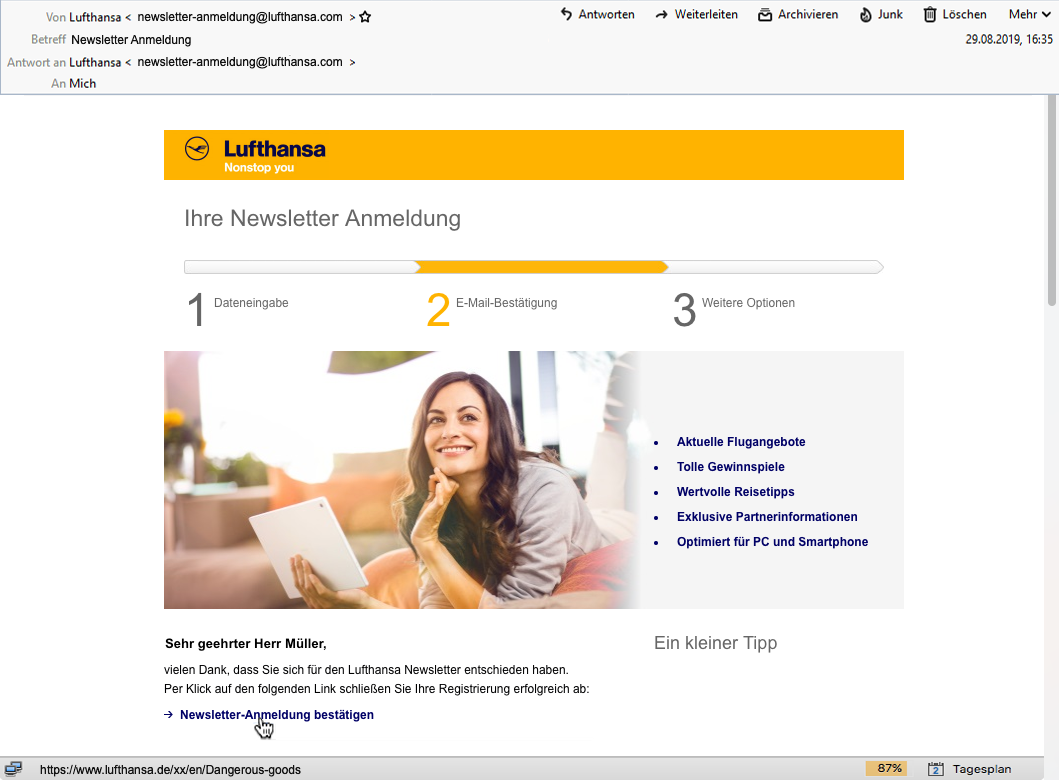 Von Lufthansa < newsletter-anmeldung@lufthansa.com >
Antworten Weiterleiten Archivieren Junk Löschen Mehr
Betreff Newsletter Anmeldung
29.08.2019, 16:35
Antwort an Lufthansa < newsletter-anmeldung@lufthansa.com >
An Mich
Lufthansa
Nonstop you
Ihre Newsletter Anmeldung
1 Dateneingabe
2 E-Mail-Bestätigung
3 Weitere Optionen
• Aktuelle Flugangebote
• Tolle Gewinnspiele
• Wertvolle Reisetipps
• Exklusive Partnerinformationen
• Optimiert für PC und Smartphone
Sehr geehrter Herr Müller,
vielen Dank, dass Sie sich für den Lufthansa Newsletter entschieden haben.
Per Klick auf den folgenden Link schließen Sie Ihre Registrierung erfolgreich ab:
→ Newsletter-Anmeldung bestätigen
Ein kleiner Tipp
https://www.lufthansa.de/xx/en/Dangerous-goods
87%
2 Tagesplan